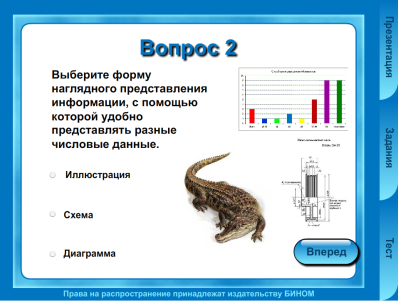 Вопрос 2
Выберите форму
наглядного представления
информации, с помощью
которой удобно
представлять разные
числовые данные.
Иллюстрация
Схема
Диаграмма
Вперед
Презентация
Задания
Тест
Права на распространение принадлежат издательству БИНОМ